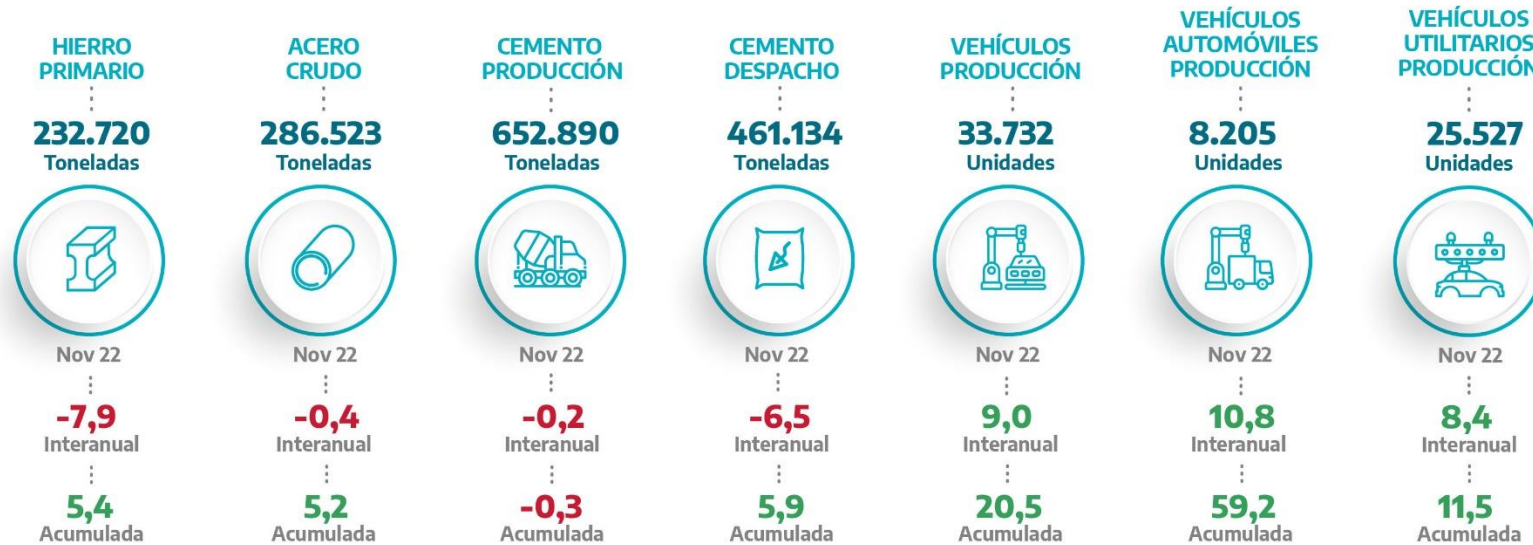 HIERRO
PRIMARIO
232.720
Toneladas
Nov 22
-7,9
Interanual
5,4
Acumulada
ACERO
CRUDO
286.523
Toneladas
Nov 22
-0,4
Interanual
5,2
Acumulada
CEMENTO
PRODUCCIÓN
652.890
Toneladas
Nov 22
-0,2
Interanual
-0,3
Acumulada
CEMENTO
DESPACHO
461.134
Toneladas
Nov 22
-6,5
Interanual
5,9
Acumulada
VEHÍCULOS
PRODUCCIÓN
33.732
Unidades
Nov 22
9,0
Interanual
20,5
Acumulada
VEHÍCULOS
AUTOMÓVILES
PRODUCCIÓN
8.205
Unidades
Nov 22
10,8
Interanual
59,2
Acumulada
VEHÍCULOS
UTILITARIOS
PRODUCCIÓN
25.527
Unidades
Nov 22
8,4
Interanual
11,5
Acumulada